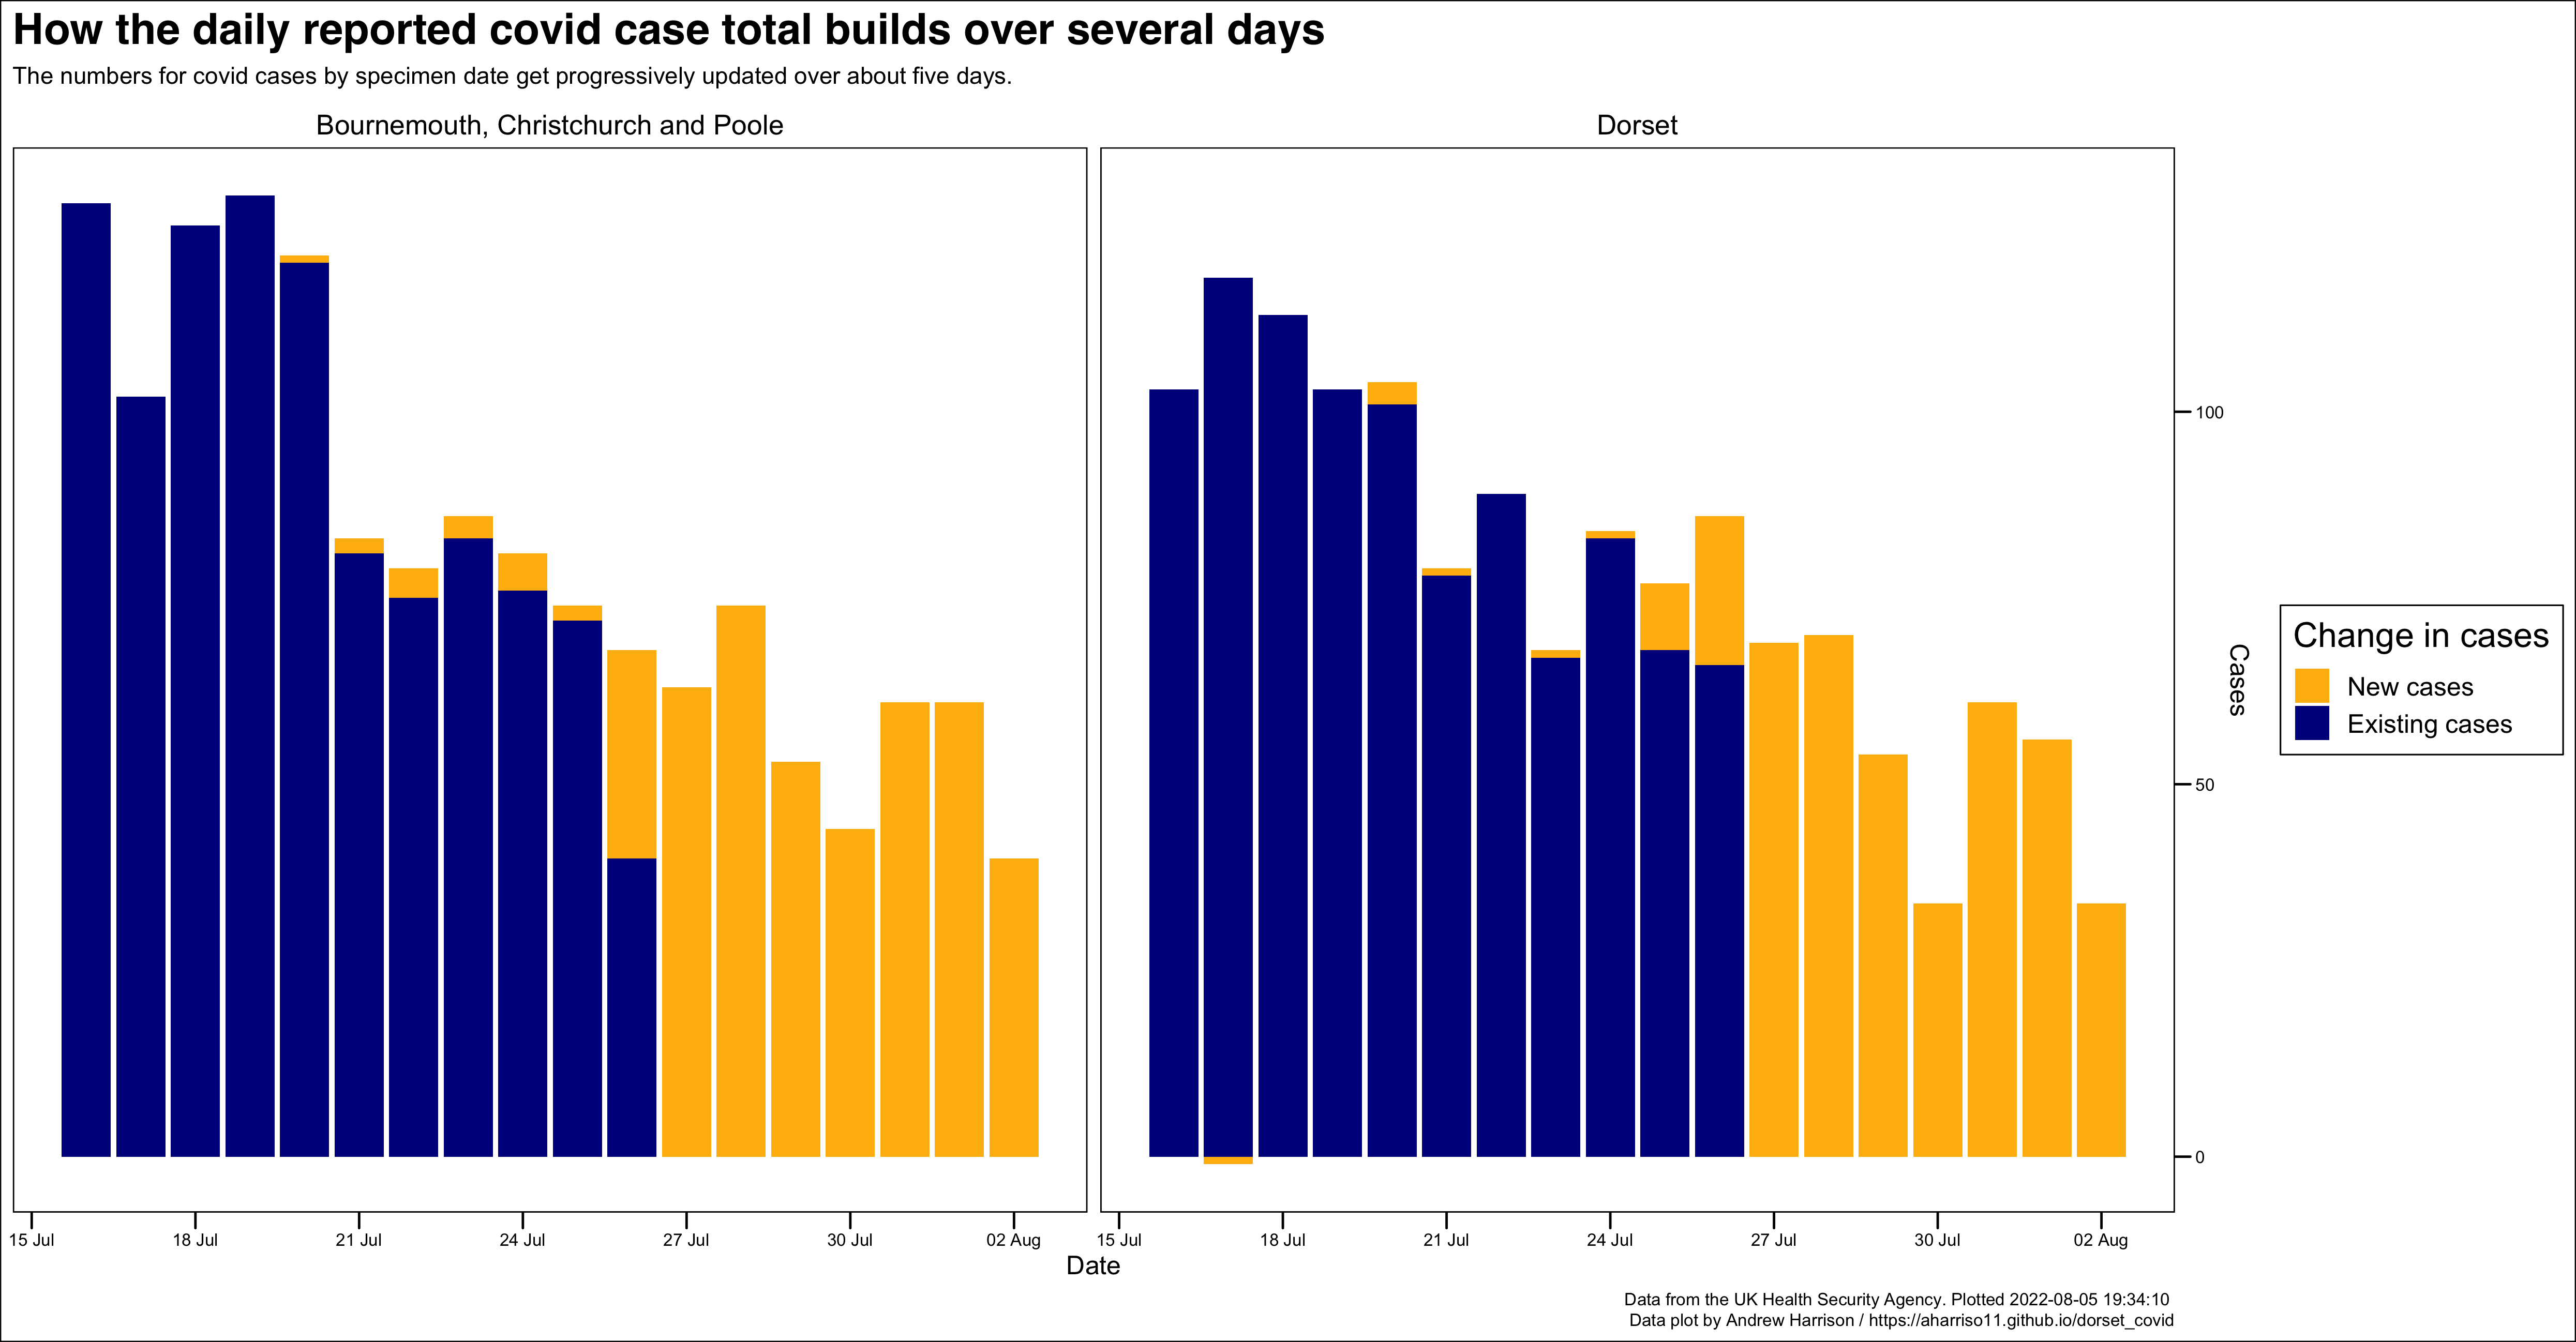 How the daily reported covid case total builds over several days
The numbers for covid cases by specimen date get progressively updated over about five days.
Bournemouth, Christchurch and Poole
Dorset
100
50
0
Cases
Change in cases
New cases
Existing cases
15 Jul 18 Jul 21 Jul 24 Jul 27 Jul 30 Jul 02 Aug
15 Jul 18 Jul 21 Jul 24 Jul 27 Jul 30 Jul 02 Aug
Date
Data from the UK Health Security Agency. Plotted 2022-08-05 19:34:10
Data plot by Andrew Harrison / https://aharriso11.github.io/dorset_covid